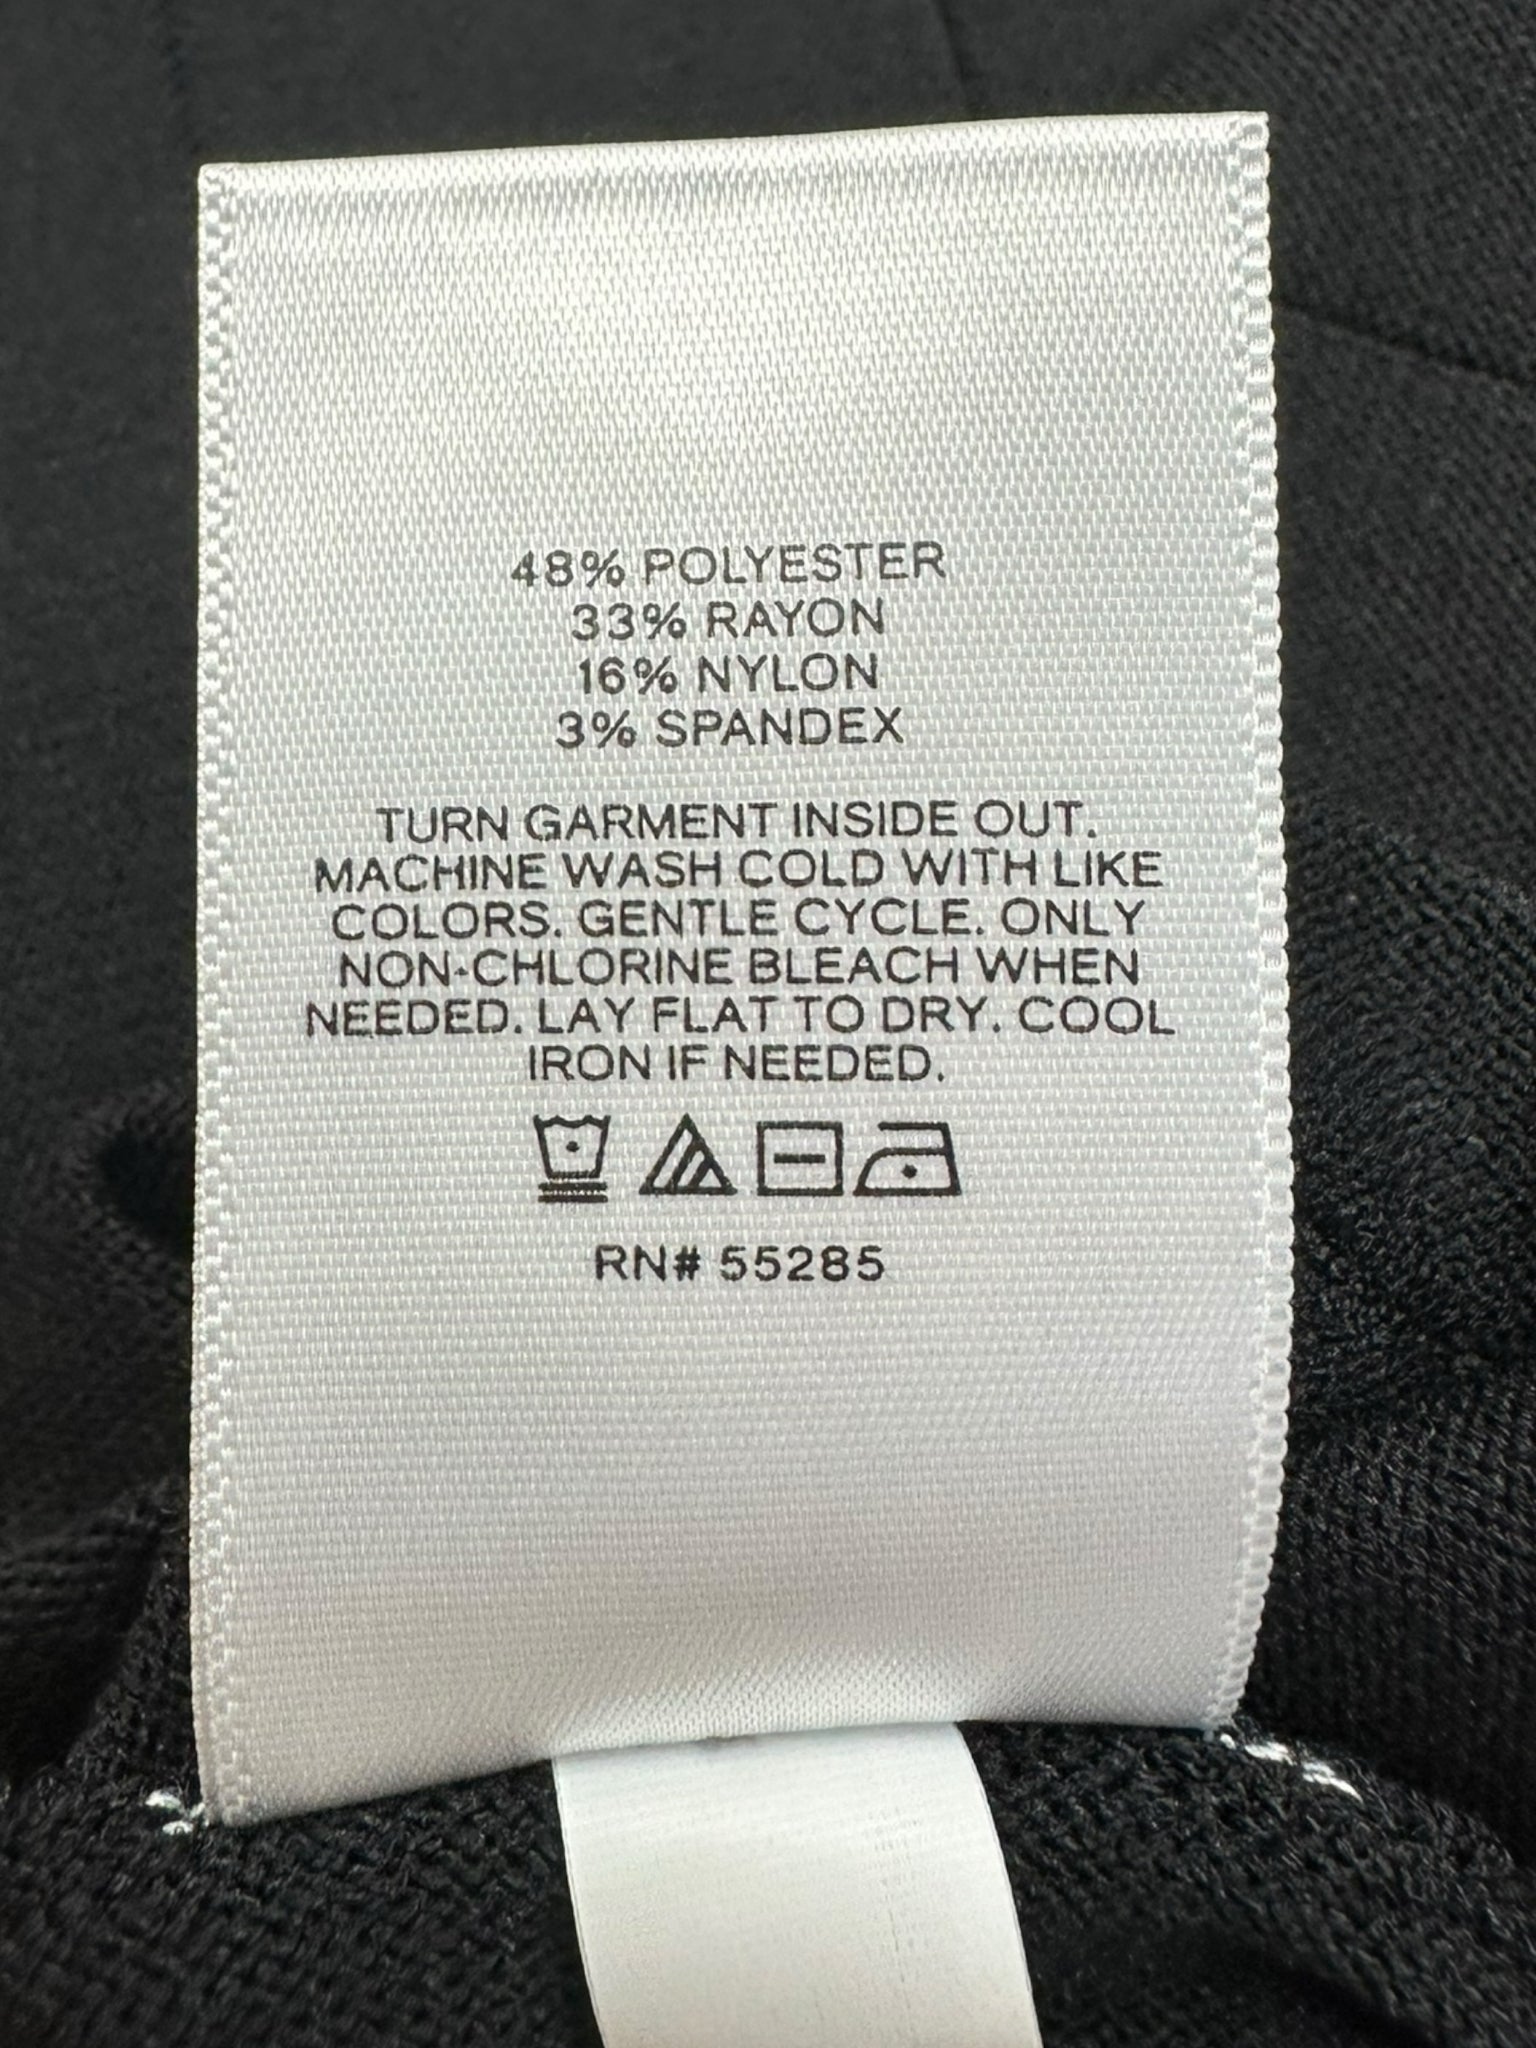 48% POLYESTER
33% RAYON
16% NYLON
3% SPANDEX
TURN GARMENT INSIDE OUT.
MACHINE WASH COLD WITH LIKE
COLORS. GENTLE CYCLE. ONLY
NON-CHLORINE BLEACH WHEN
NEEDED. LAY FLAT TO DRY. COOL
IRON IF NEEDED.
RN# 55285